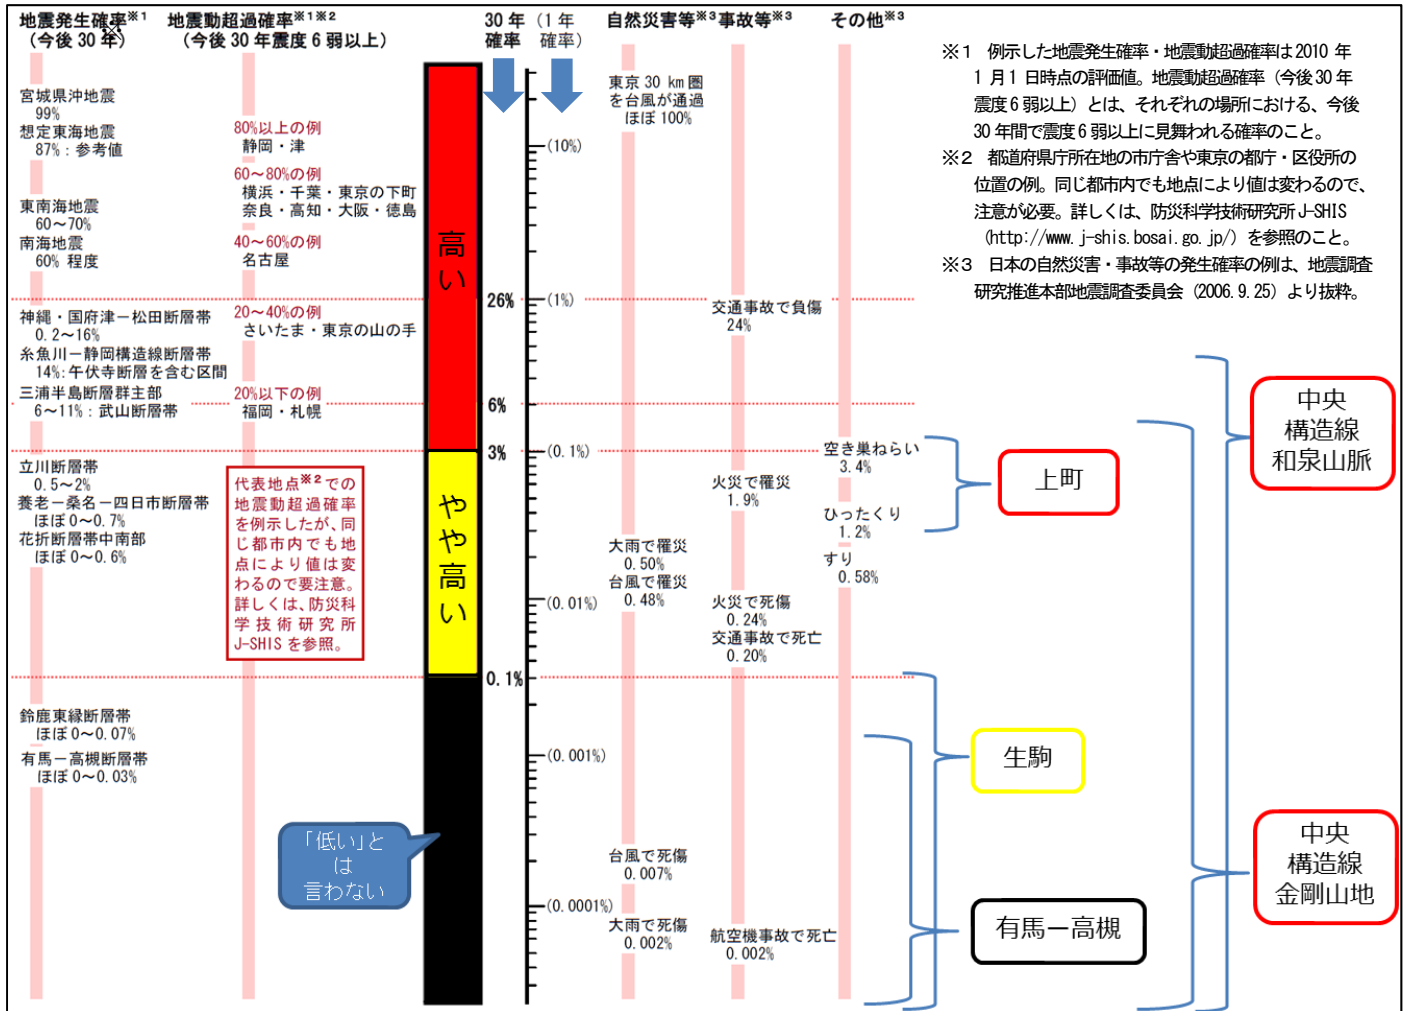 地震発生確率※1
(今後 30 年)
※
地震動超過確率※1※2
(今後 30 年震度 6 弱以上)
30 年
確率
(1 年
確率)
自然災害等※3
事故等※3
その他※3
宮城県沖地震
99%
想定東海地震
87%：参考値
東南海地震
60～70%
南海地震
60% 程度
神縄・国府津－松田断層帯
0.2～16%
糸魚川－静岡構造線断層帯
14%：午伏寺断層を含む区間
三浦半島断層群主部
6～11%：武山断層帯
立川断層帯
0.5～2%
養老－桑名－四日市断層帯
ほぼ 0～0.7%
花折断層帯中南部
ほぼ 0～0.6%
鈴鹿東縁断層帯
ほぼ 0～0.07%
有馬－高槻断層帯
ほぼ 0～0.03%
80%以上の例
静岡・津
60～80%の例
横浜・千葉・東京の下町
奈良・高知・大阪・徳島
40～60%の例
名古屋
20～40%の例
さいたま・東京の山の手
20%以下の例
福岡・札幌
代表地点※2での
地震動超過確率
を例示したが、同
じ都市内でも地
点により値は変
わるので要注意。
詳しくは、防災科
学技術研究所
J-SHIS を参照。
高い
やや高い
「低い」と
は
言わない
26%
6%
3%
0.1%
(10%)
(1%)
(0.1%)
(0.01%)
(0.001%)
(0.0001%)
東京 30 km 圏
を台風が通過
ほぼ 100%
大雨で罹災
0.50%
台風で罹災
0.48%
台風で死傷
0.007%
大雨で死傷
0.002%
交通事故で負傷
24%
火災で罹災
1.9%
火災で死傷
0.24%
交通事故で死亡
0.20%
航空機事故で死亡
0.002%
空き巣ねらい
3.4%
ひったくり
1.2%
すり
0.58%
※1　例示した地震発生確率・地震動超過確率は 2010 年
1 月 1 日時点の評価値。地震動超過確率（今後 30 年
震度 6 弱以上）とは、それぞれの場所における、今後
30 年間で震度 6 弱以上に見舞われる確率のこと。
※2　都道府県庁所在地の市庁舎や東京の都庁・区役所の
位置の例。同じ都市内でも地点により値は変わるので、
注意が必要。詳しくは、防災科学技術研究所 J-SHIS
（http://www.j-shis.bosai.go.jp/）を参照のこと。
※3　日本の自然災害・事故等の発生確率の例は、地震調査
研究推進本部地震調査委員会（2006.9.25）より抜粋。
上町
中央
構造線
和泉山脈
生駒
中央
構造線
金剛山地
有馬ー高槻